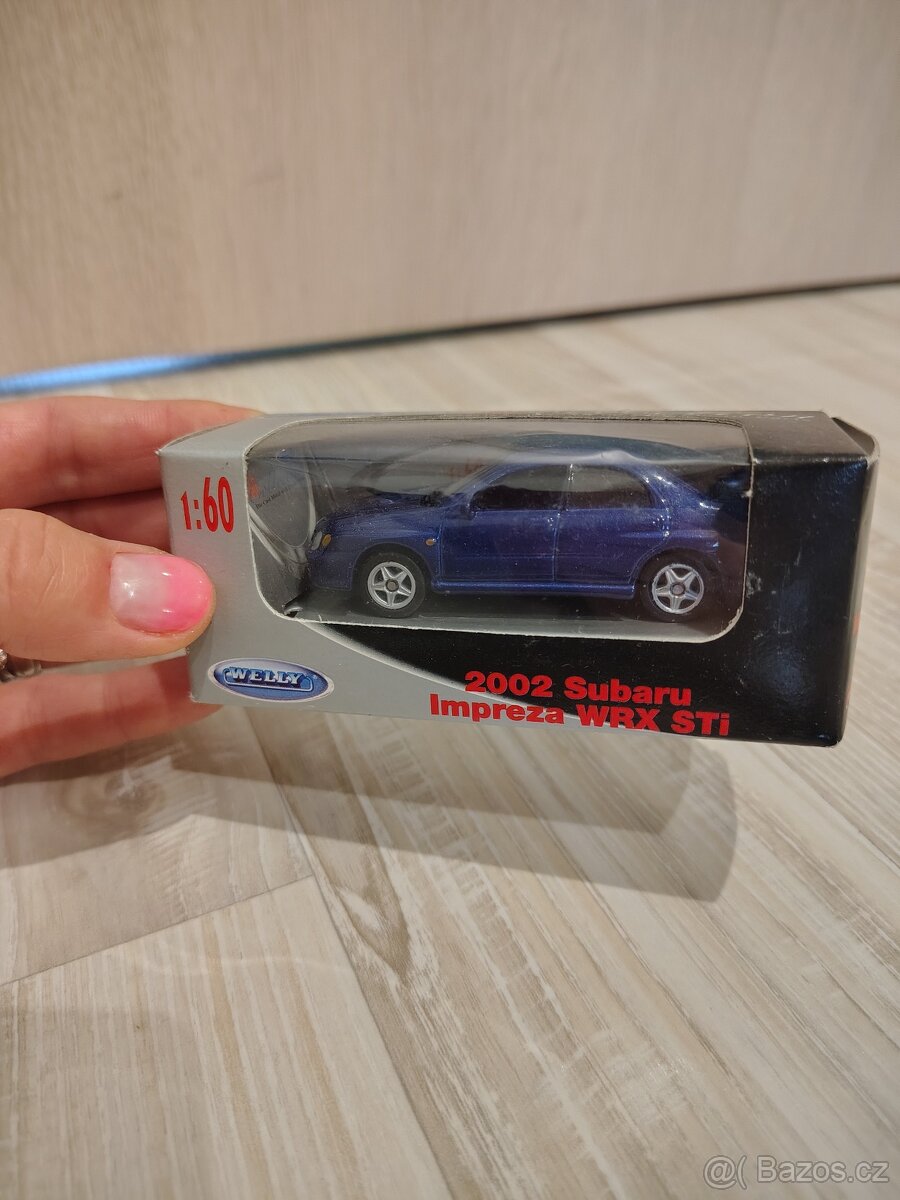 1:60
WELLY
2002 Subaru
Impreza WRX STi
@( Bazos.cz